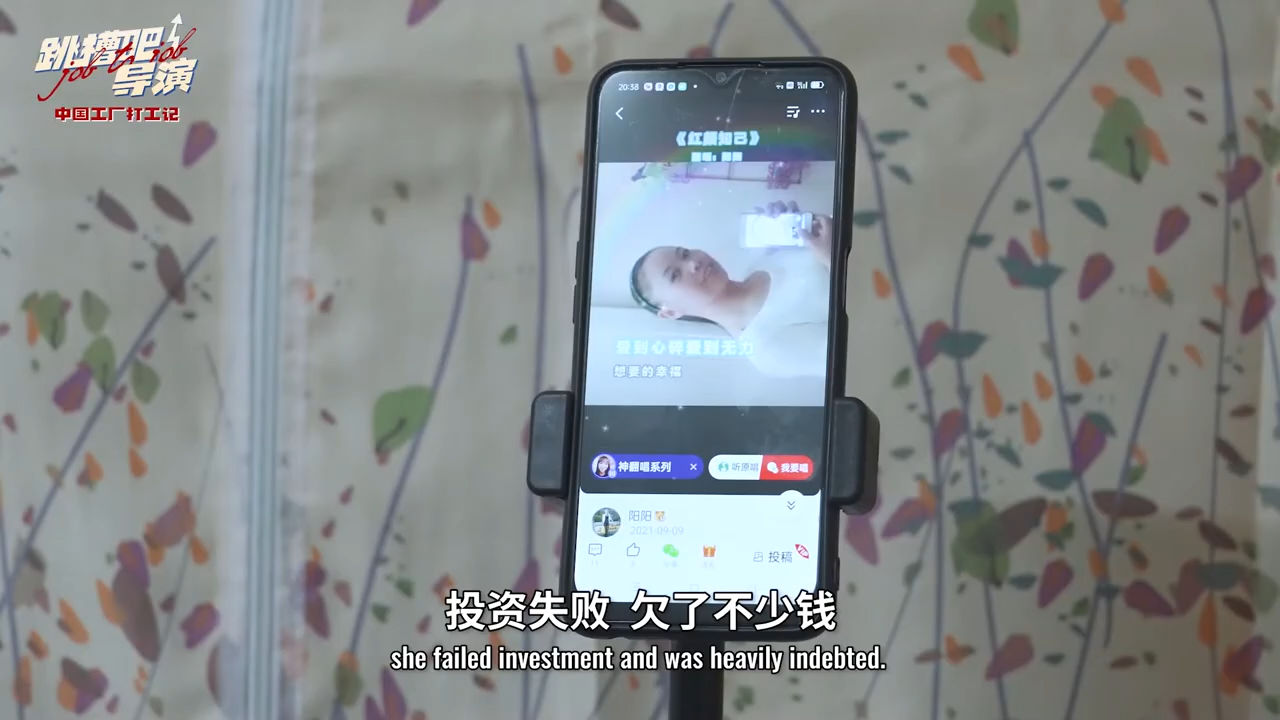 跳槽吧
job to job
导演
中国工厂打工记
20:38
《红颜知己》
爱到心碎爱到无力
想要的幸福
神翻唱系列
听原唱
我要唱
阳阳
2021-09-09
投稿
投资失败 欠了不少钱
she failed investment and was heavily indebted.